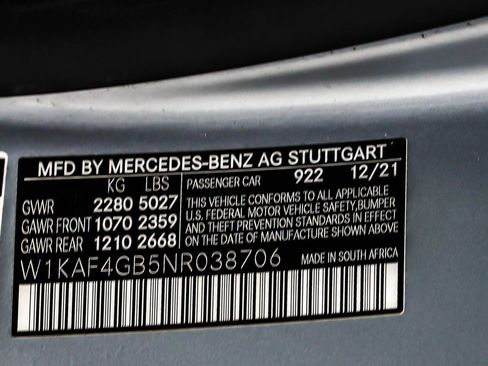 MFD BY MERCEDES-BENZ AG STUTTGART
KG LBS PASSENGER CAR 922 12/21
GVWR 2280 5027
GAWR FRONT 1070 2359
GAWR REAR 1210 2668
THIS VEHICLE CONFORMS TO ALL APPLICABLE
U.S. FEDERAL MOTOR VEHICLE SAFETY,BUMPER
AND THEFT PREVENTION STANDARDS IN EFFECT
ON THE DATE OF MANUFACTURE SHOWN ABOVE
W1KAF4GB5NR038706 MADE IN SOUTH AFRICA